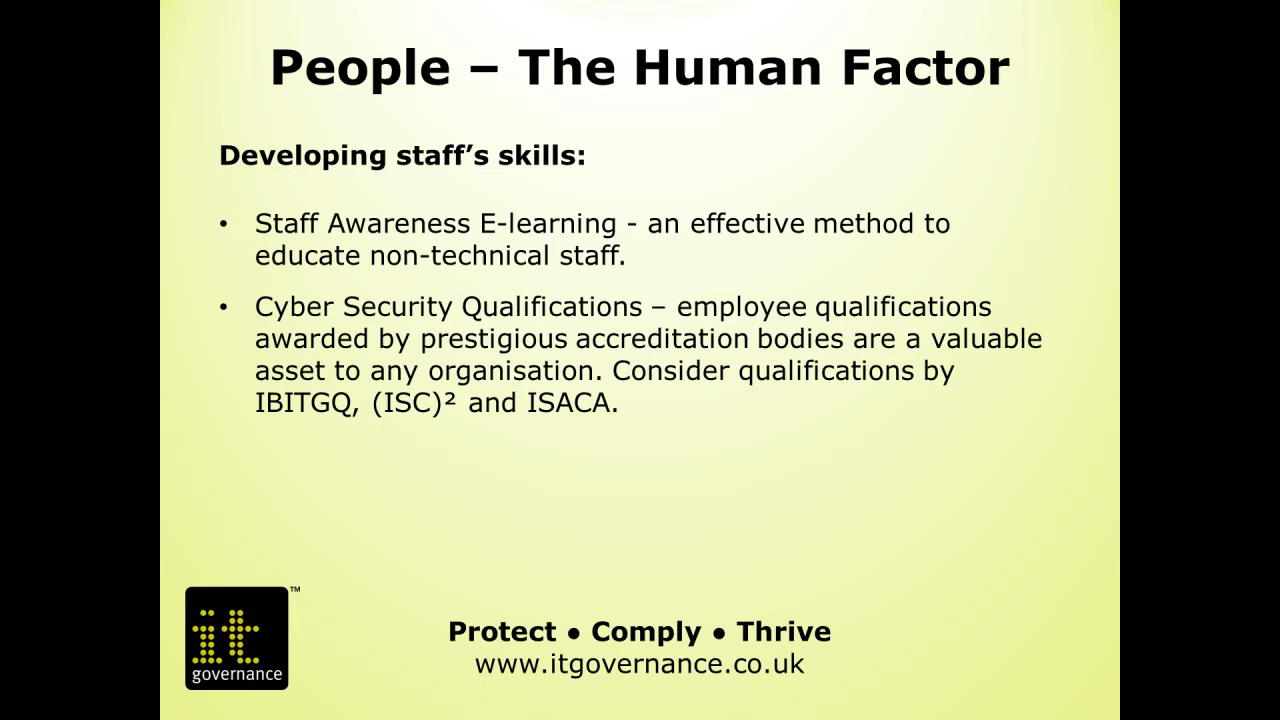 People – The Human Factor
Developing staff’s skills:
• Staff Awareness E-learning - an effective method to
educate non-technical staff.
• Cyber Security Qualifications – employee qualifications
awarded by prestigious accreditation bodies are a valuable
asset to any organisation. Consider qualifications by
IBITGQ, (ISC)² and ISACA.
it
governance
™
Protect ● Comply ● Thrive
www.itgovernance.co.uk